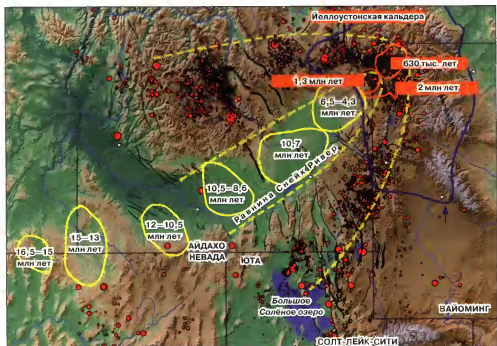 Йеллоустонская кальдера
630 тыс. лет
1,3 млн лет
2 млн лет
6,5—4,3
млн лет
10,7
млн лет
Равнина Снейк-Ривер
10,5—8,6
млн лет
12—10,5
млн лет
15—13
млн лет
16,5—15
млн лет
АЙДАХО
НЕВАДА
ЮТА
Большое
Солёное озеро
ВАЙОМИНГ
СОЛТ-ЛЕЙК-СИТИ